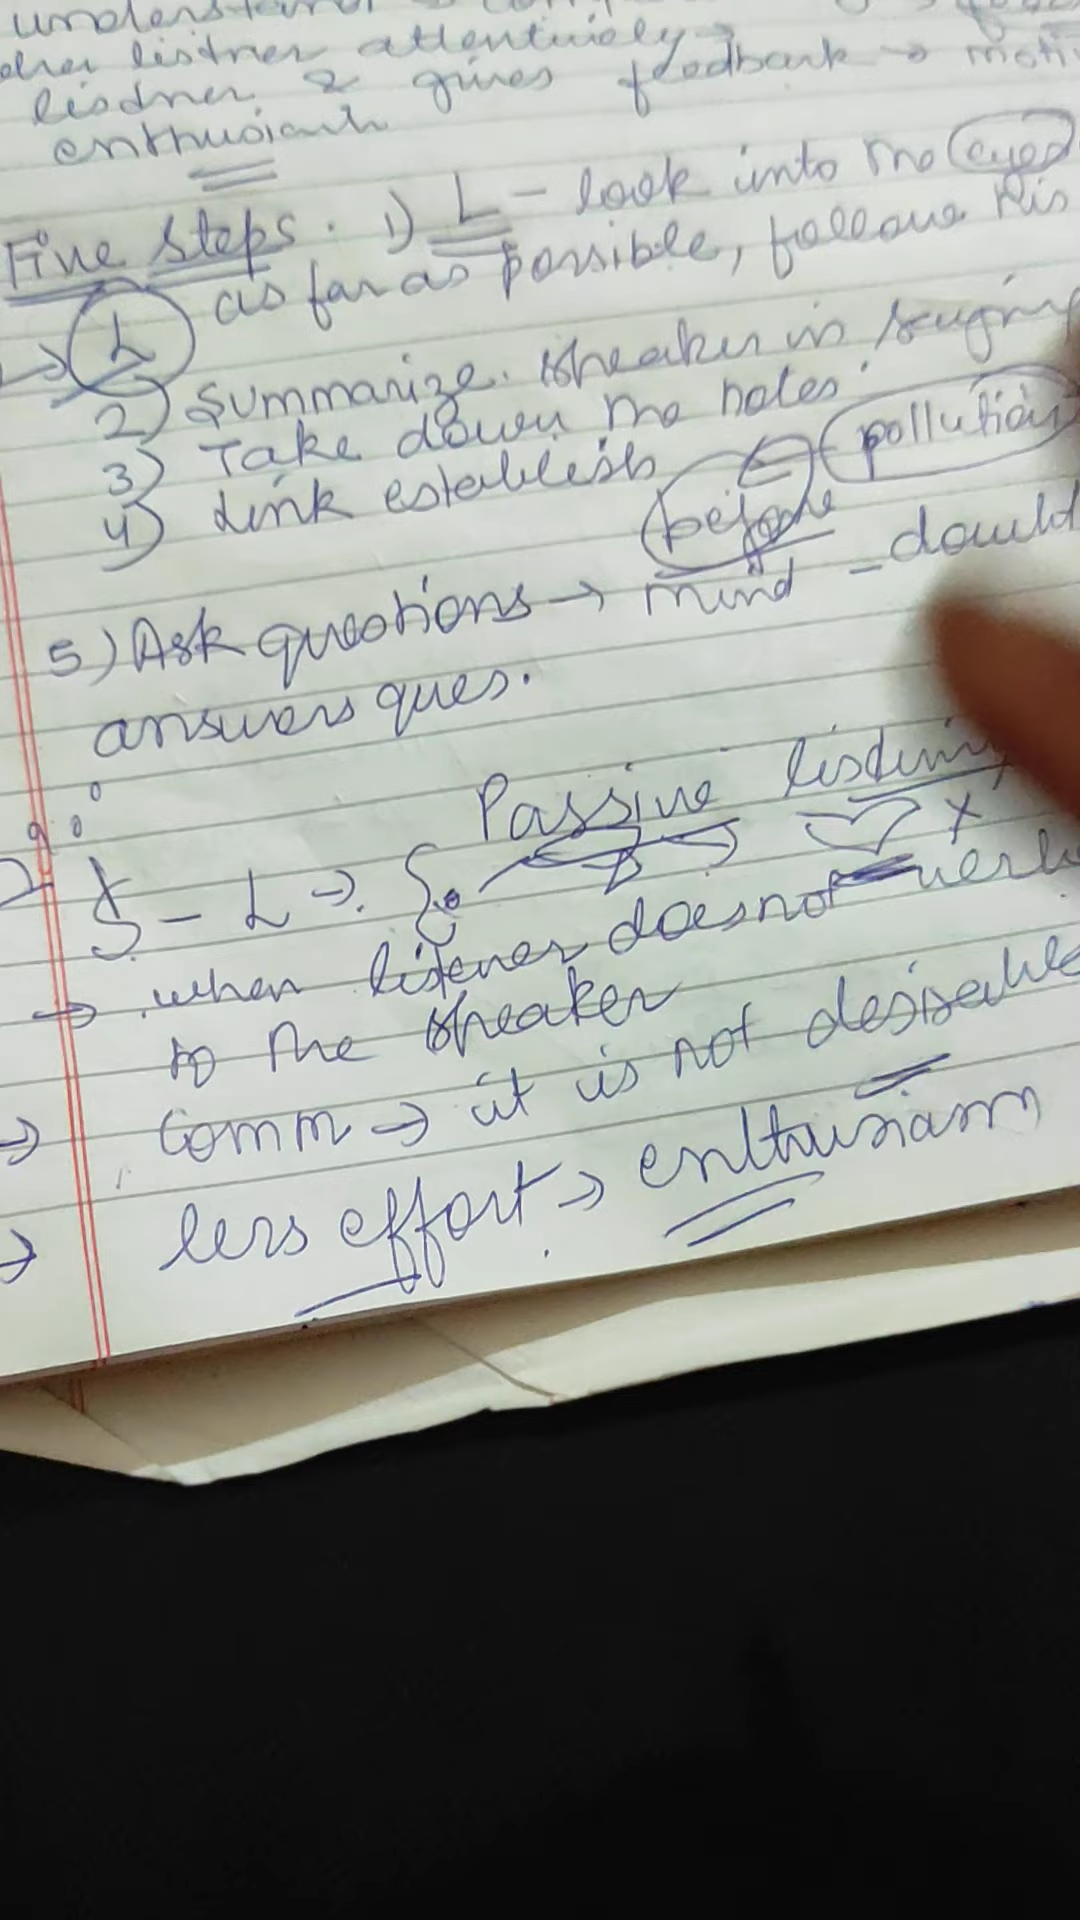 listner attentively →
listner & gives feedback →
enthusiasm
Five steps. 1) L - look into the eyes
as far as possible, follow his
L
2) Summarize. speaker is saying
3) Take down the notes.
4) Link establish
before
pollution
5) Ask questions → mind - doubt
answers ques.
Passive listening
S - L →. {
x
→ when listener does not
to the speaker
→ Comm → it is not desirable
→ less effort → enthusiasm